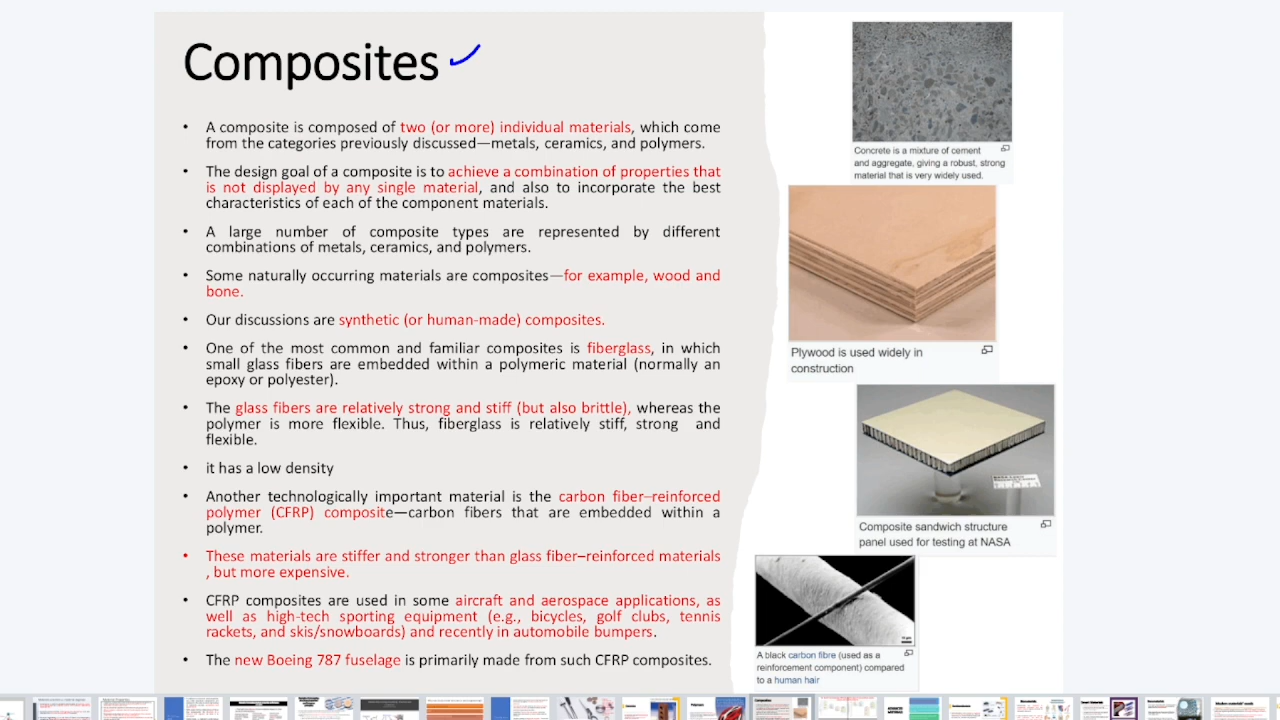 Composites
• A composite is composed of two (or more) individual materials, which come
from the categories previously discussed—metals, ceramics, and polymers.
• The design goal of a composite is to achieve a combination of properties that
is not displayed by any single material, and also to incorporate the best
characteristics of each of the component materials.
• A large number of composite types are represented by different
combinations of metals, ceramics, and polymers.
• Some naturally occurring materials are composites—for example, wood and
bone.
• Our discussions are synthetic (or human-made) composites.
• One of the most common and familiar composites is fiberglass, in which
small glass fibers are embedded within a polymeric material (normally an
epoxy or polyester).
• The glass fibers are relatively strong and stiff (but also brittle), whereas the
polymer is more flexible. Thus, fiberglass is relatively stiff, strong and
flexible.
• it has a low density
• Another technologically important material is the carbon fiber–reinforced
polymer (CFRP) composite—carbon fibers that are embedded within a
polymer.
• These materials are stiffer and stronger than glass fiber–reinforced materials
, but more expensive.
• CFRP composites are used in some aircraft and aerospace applications, as
well as high-tech sporting equipment (e.g., bicycles, golf clubs, tennis
rackets, and skis/snowboards) and recently in automobile bumpers.
• The new Boeing 787 fuselage is primarily made from such CFRP composites.
Concrete is a mixture of cement
and aggregate, giving a robust, strong
material that is very widely used.
Plywood is used widely in
construction
Composite sandwich structure
panel used for testing at NASA
A black carbon fibre (used as a
reinforcement component) compared
to a human hair